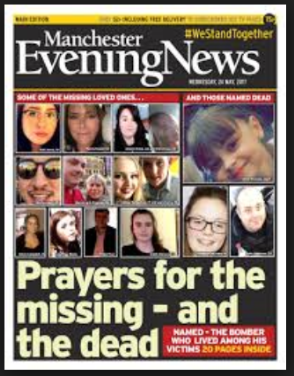 MAIN EDITION
15p
#WeStandTogether
Manchester
Evening News
WEDNESDAY, 24 MAY, 2017
SOME OF THE MISSING LOVED ONES...
AND THOSE NAMED DEAD
Prayers for the
missing - and
the dead
NAMED - THE BOMBER
WHO LIVED AMONG HIS
VICTIMS 20 PAGES INSIDE